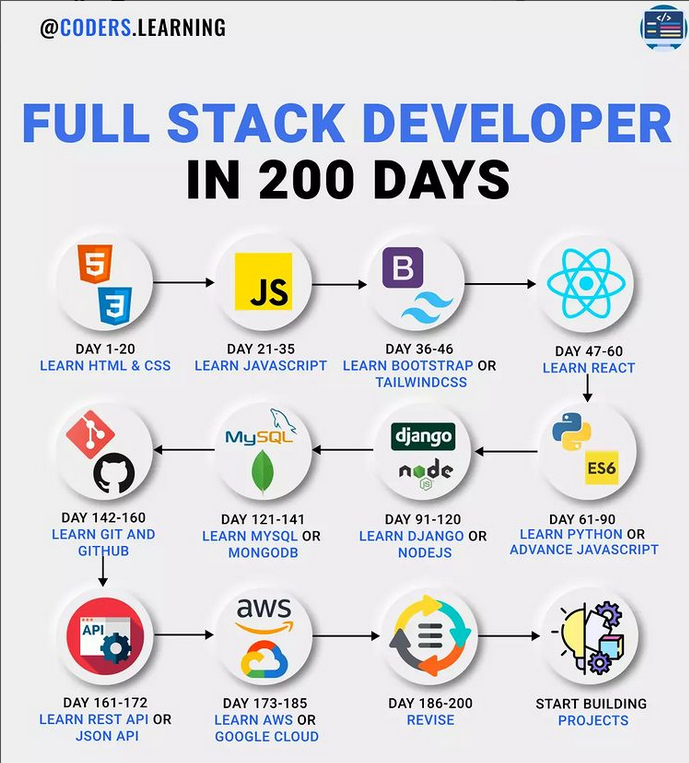 @CODERS.LEARNING
FULL STACK DEVELOPER
IN 200 DAYS
5
3
JS
B
DAY 1-20
LEARN HTML & CSS
DAY 21-35
LEARN JAVASCRIPT
DAY 36-46
LEARN BOOTSTRAP OR
TAILWINDCSS
DAY 47-60
LEARN REACT
MySQL
django
node
JS
ES6
DAY 142-160
LEARN GIT AND
GITHUB
DAY 121-141
LEARN MYSQL OR
MONGODB
DAY 91-120
LEARN DJANGO OR
NODEJS
DAY 61-90
LEARN PYTHON OR
ADVANCE JAVASCRIPT
API
aws
DAY 161-172
LEARN REST API OR
JSON API
DAY 173-185
LEARN AWS OR
GOOGLE CLOUD
DAY 186-200
REVISE
START BUILDING
PROJECTS